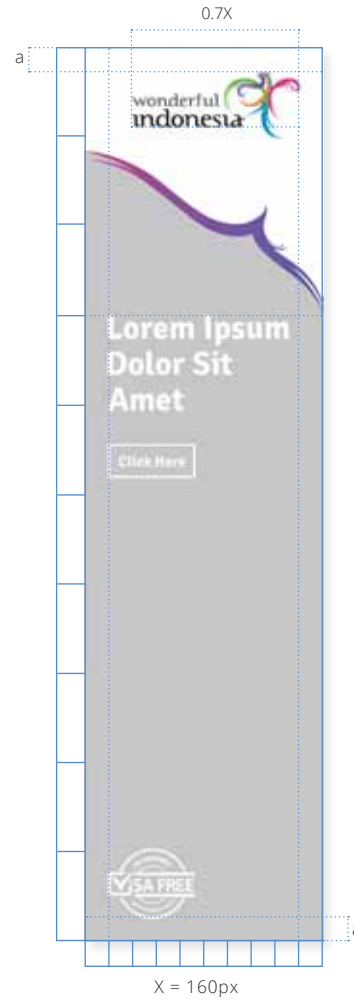 0.7X
a
wonderful
indonesia
Lorem Ipsum
Dolor Sit
Amet
Click Here
VISA FREE
X = 160px